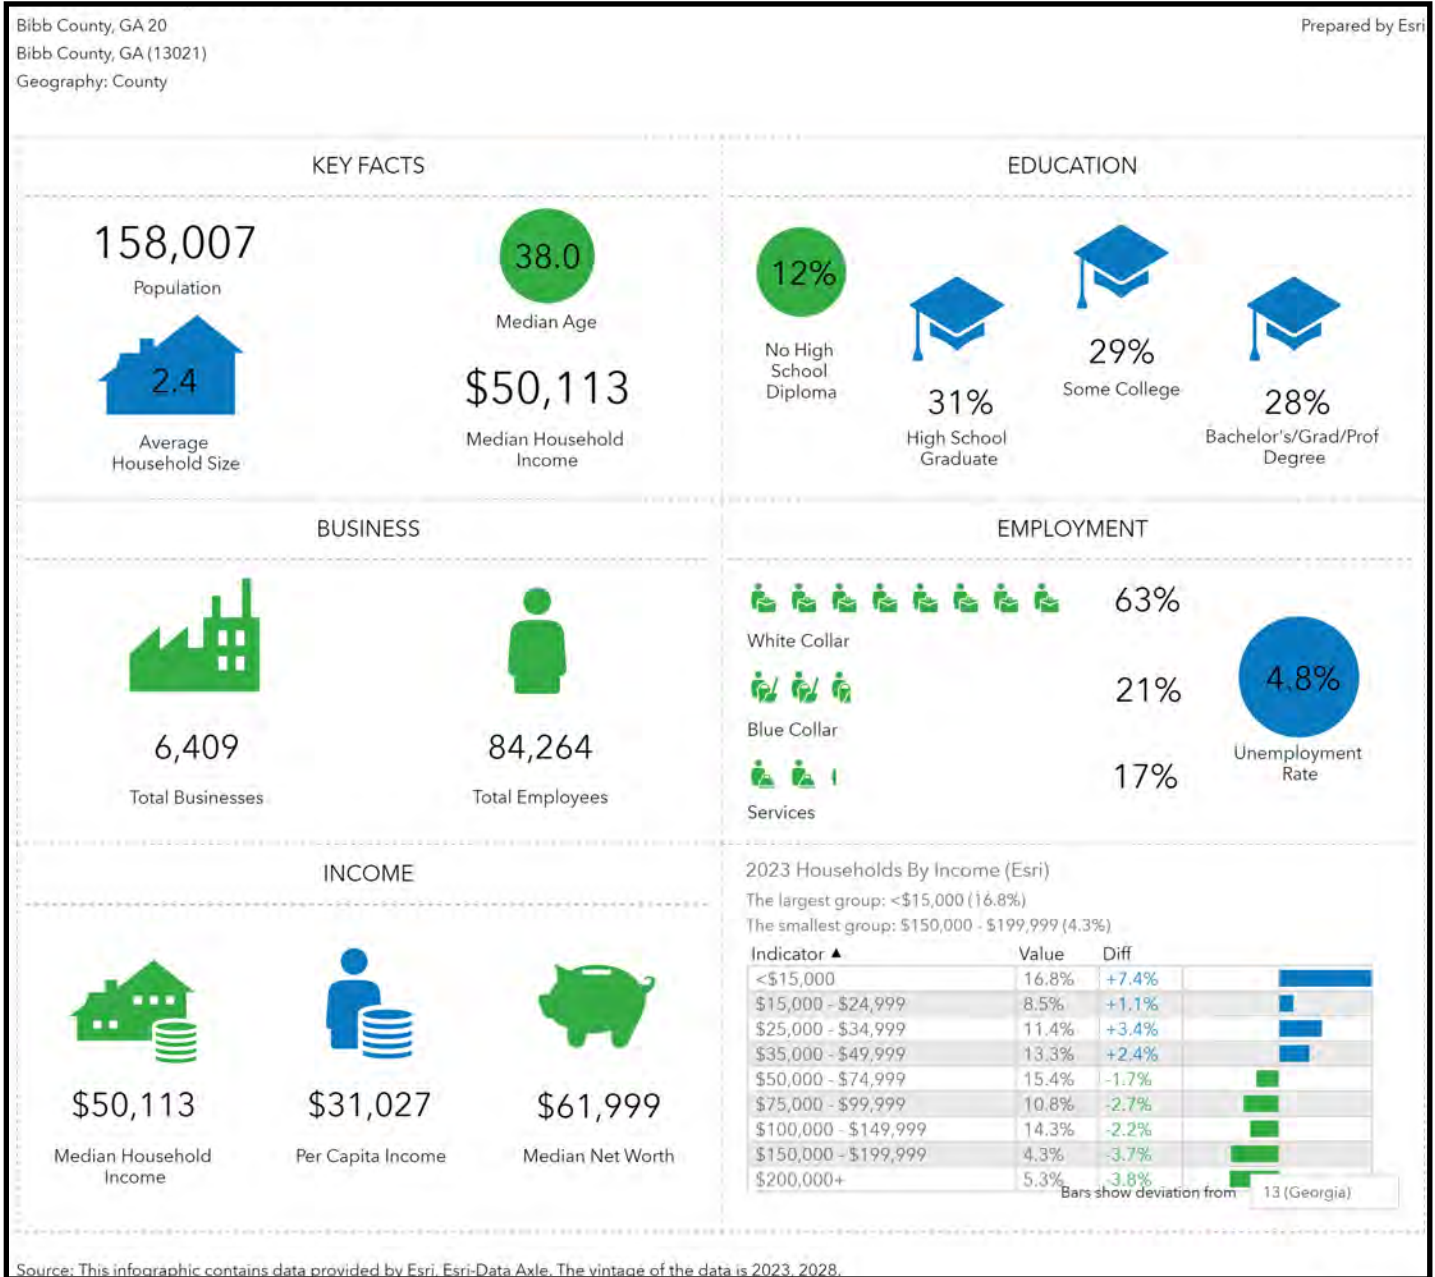 Bibb County, GA 20
Prepared by Esri
Bibb County, GA (13021)
Geography: County
KEY FACTS
158,007
Population
38.0
Median Age
2.4
Average
Household Size
$50,113
Median Household
Income
EDUCATION
12%
No High
School
Diploma
31%
High School
Graduate
29%
Some College
28%
Bachelor's/Grad/Prof
Degree
BUSINESS
6,409
Total Businesses
84,264
Total Employees
EMPLOYMENT
63%
White Collar
21%
Blue Collar
17%
Services
4.8%
Unemployment
Rate
INCOME
$50,113
Median Household
Income
$31,027
Per Capita Income
$61,999
Median Net Worth
2023 Households By Income (Esri)
The largest group: <$15,000 (16.8%)
The smallest group: $150,000 - $199,999 (4.3%)
Indicator ▲ Value Diff
<$15,000 16.8% +7.4%
$15,000 - $24,999 8.5% +1.1%
$25,000 - $34,999 11.4% +3.4%
$35,000 - $49,999 13.3% +2.4%
$50,000 - $74,999 15.4% -1.7%
$75,000 - $99,999 10.8% -2.7%
$100,000 - $149,999 14.3% -2.2%
$150,000 - $199,999 4.3% -3.7%
$200,000+ 5.3% -3.8%
Bars show deviation from 13 (Georgia)
Source: This infographic contains data provided by Esri, Esri-Data Axle. The vintage of the data is 2023, 2028.